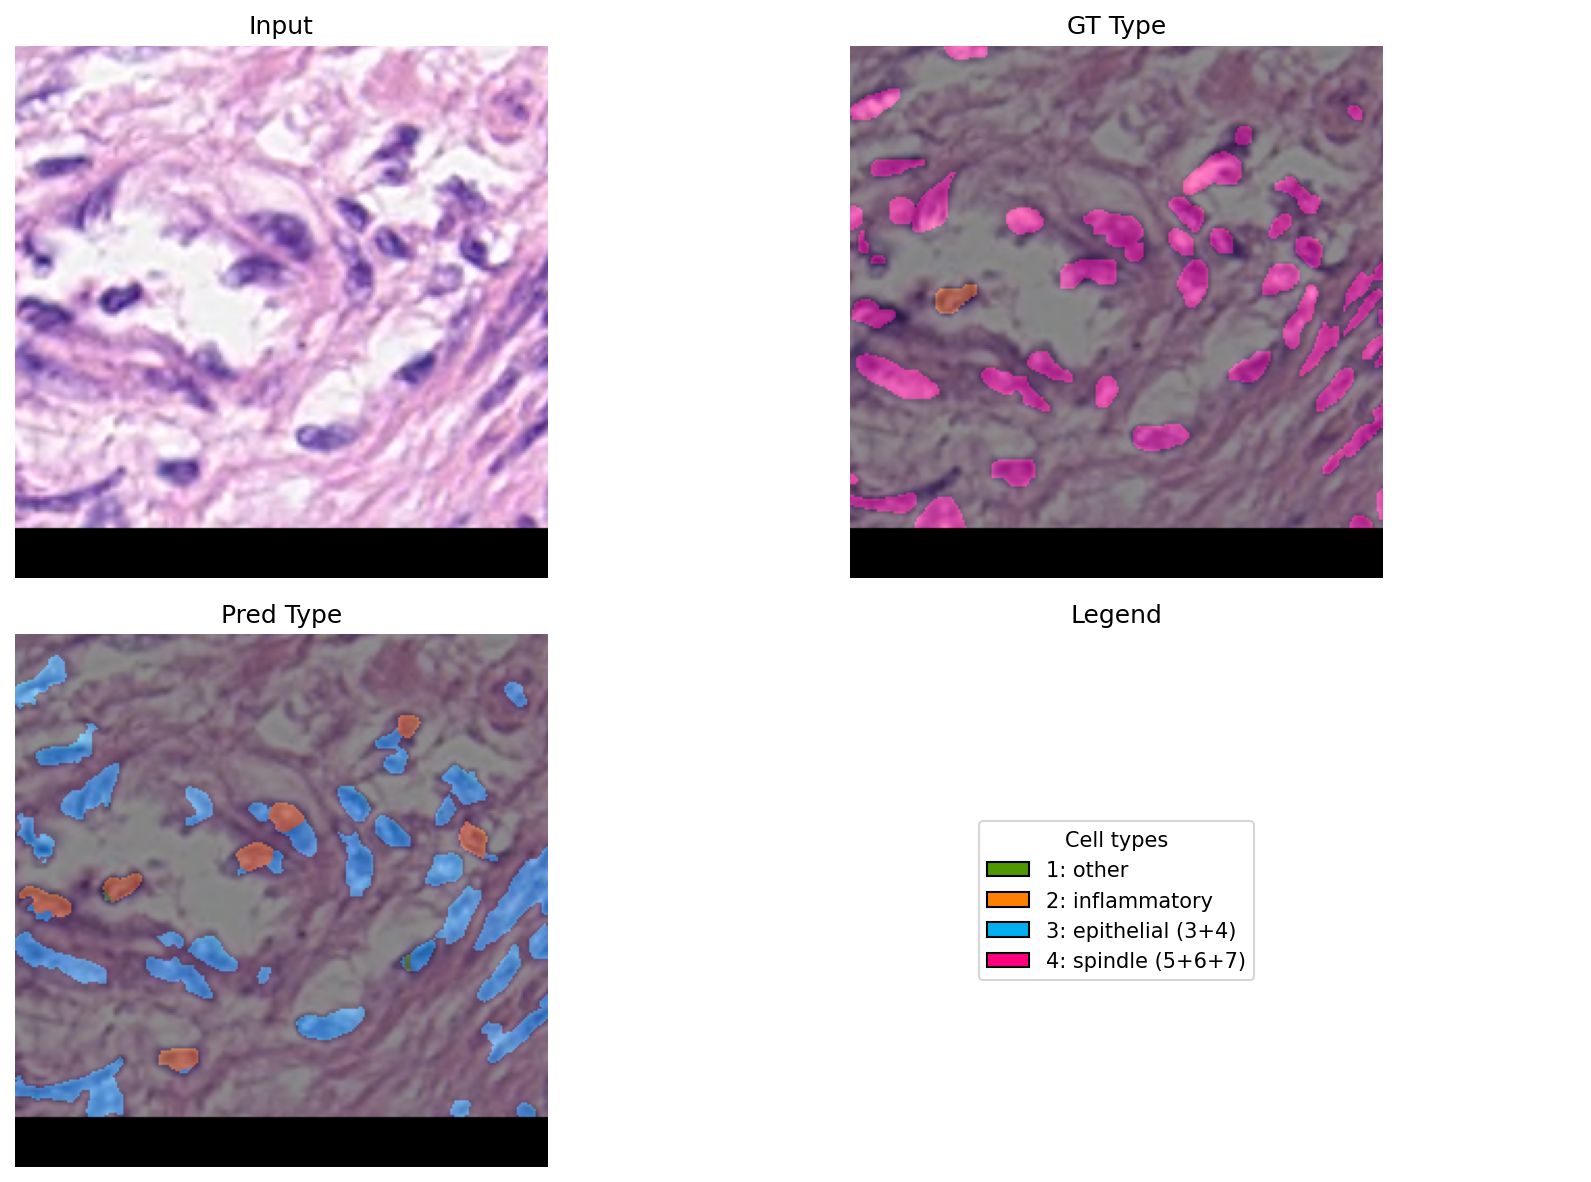 Input
GT Type
Pred Type
Legend
Cell types
1: other
2: inflammatory
3: epithelial (3+4)
4: spindle (5+6+7)